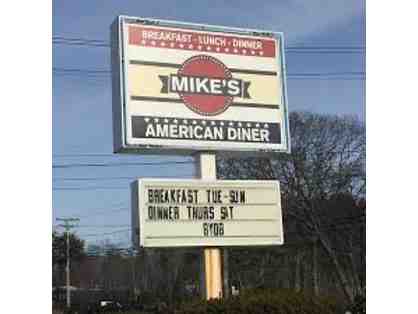 BREAKFAST - LUNCH - DINNER
MIKE'S
AMERICAN DINER
BREAKFAST TUE-SUN
DINNER THURS SAT
BYOB